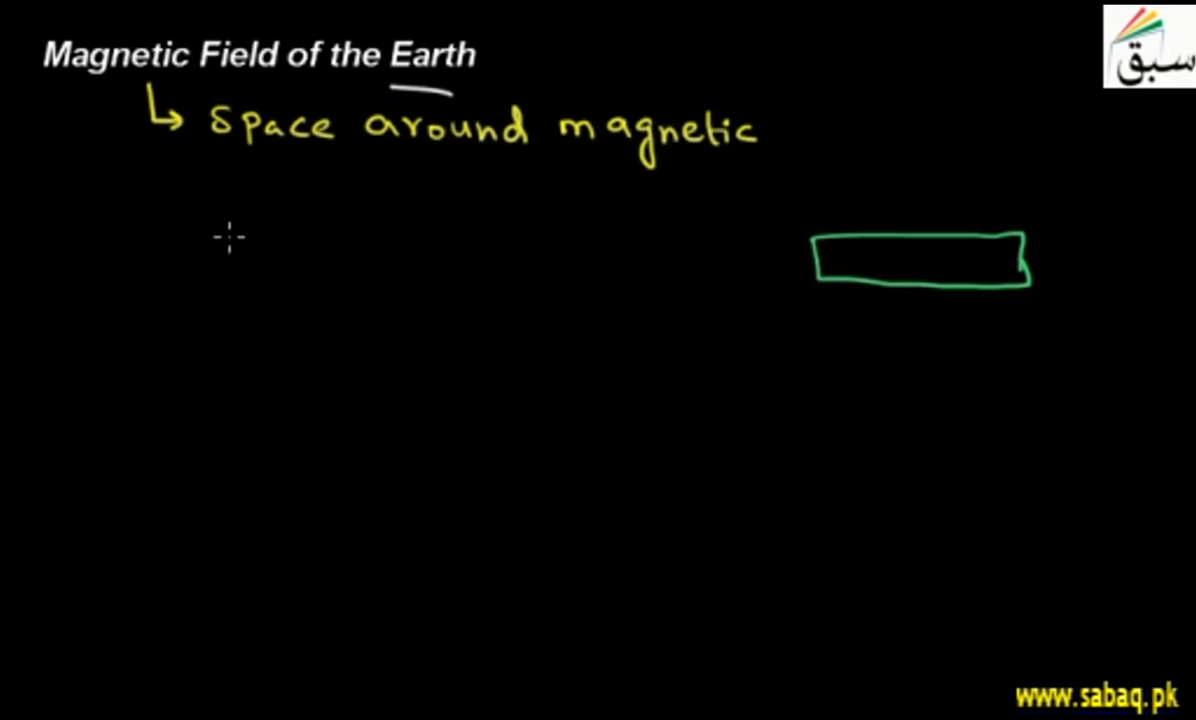 Magnetic Field of the Earth
سبق
↳ space around magnetic
www.sabaq.pk